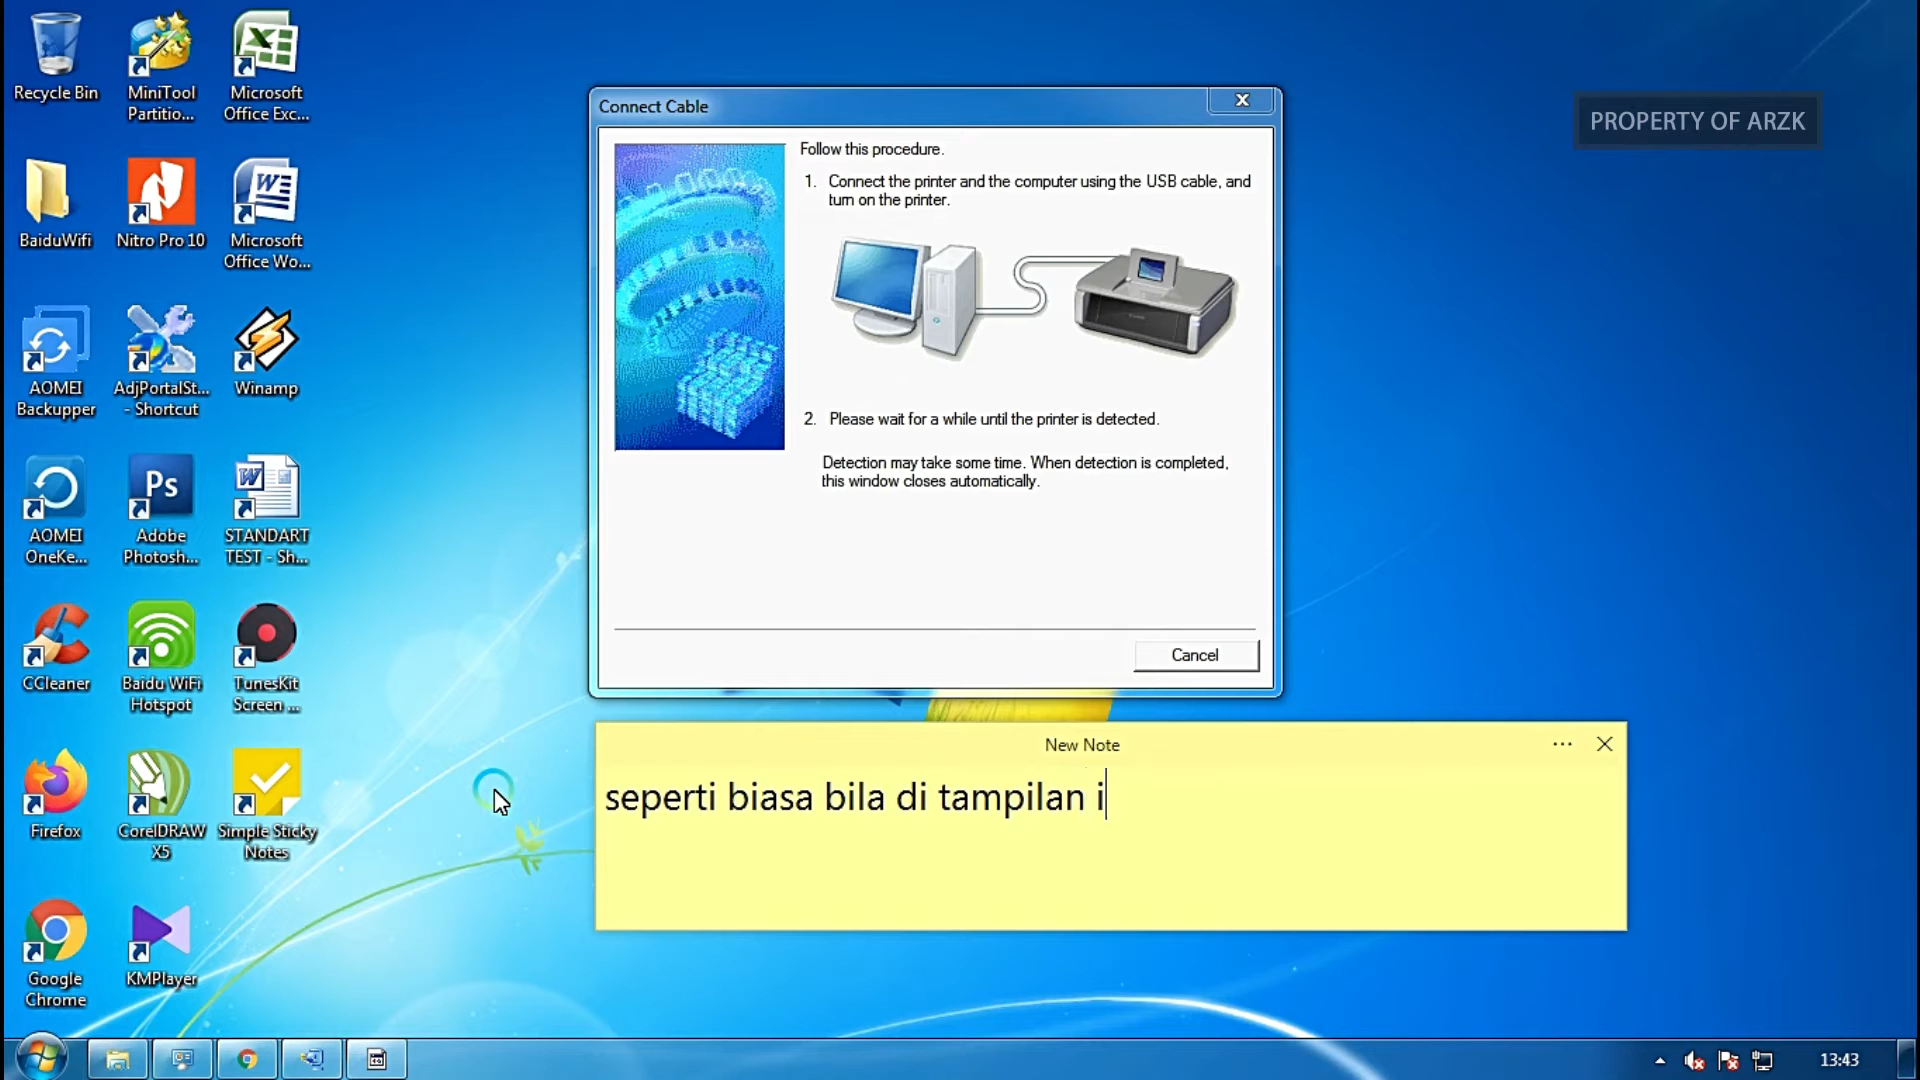 Recycle Bin
MiniTool
Partitio...
Microsoft
Office Exc...
BaiduWifi
Nitro Pro 10
Microsoft
Office Wo...
AOMEI
Backupper
AdjPortalSt...
- Shortcut
Winamp
AOMEI
OneKe...
Ps
Adobe
Photosh...
STANDART
TEST - Sh...
CCleaner
Baidu WiFi
Hotspot
TunesKit
Screen ...
Firefox
CorelDRAW
X5
Simple Sticky
Notes
Google
Chrome
KMPlayer
Connect Cable
Follow this procedure.
1. Connect the printer and the computer using the USB cable, and
turn on the printer.
2. Please wait for a while until the printer is detected.
Detection may take some time. When detection is completed,
this window closes automatically.
Cancel
PROPERTY OF ARZK
New Note
seperti biasa bila di tampilan i
13:43